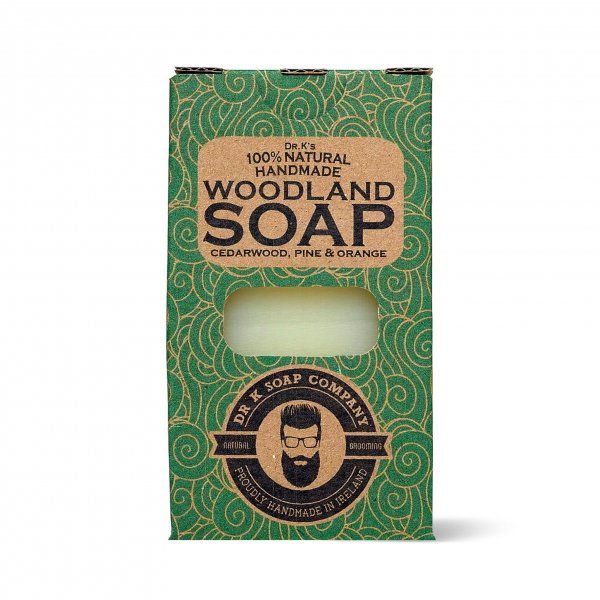 Dr.K's
100% NATURAL
HANDMADE
WOODLAND
SOAP
CEDARWOOD, PINE & ORANGE
DR K SOAP COMPANY
NATURAL GROOMING
PROUDLY HANDMADE IN IRELAND